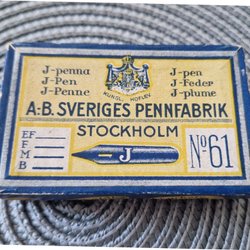 J-penna J-pen
J-Pen J-Feder
J-Penne J-plume
KUNGL. HOFLEV.
A-B. SVERIGES PENNFABRIK
STOCKHOLM
EF
F
M
B
J
No 61